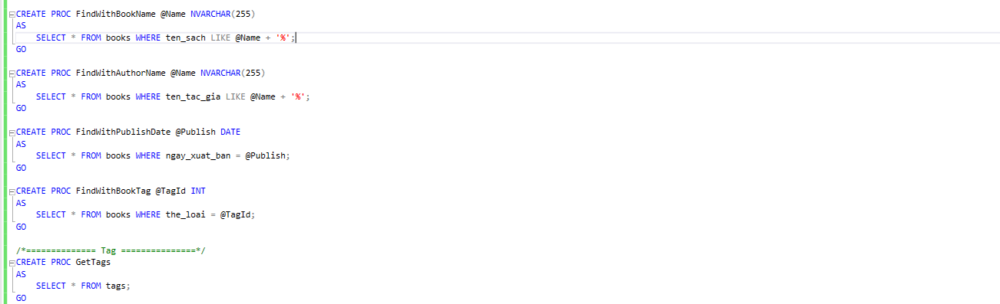 CREATE PROC FindWithBookName @Name NVARCHAR(255)
AS
    SELECT * FROM books WHERE ten_sach LIKE @Name + '%';
GO

CREATE PROC FindWithAuthorName @Name NVARCHAR(255)
AS
    SELECT * FROM books WHERE ten_tac_gia LIKE @Name + '%';
GO

CREATE PROC FindWithPublishDate @Publish DATE
AS
    SELECT * FROM books WHERE ngay_xuat_ban = @Publish;
GO

CREATE PROC FindWithBookTag @TagId INT
AS
    SELECT * FROM books WHERE the_loai = @TagId;
GO

/*============== Tag ===============*/
CREATE PROC GetTags
AS
    SELECT * FROM tags;
GO